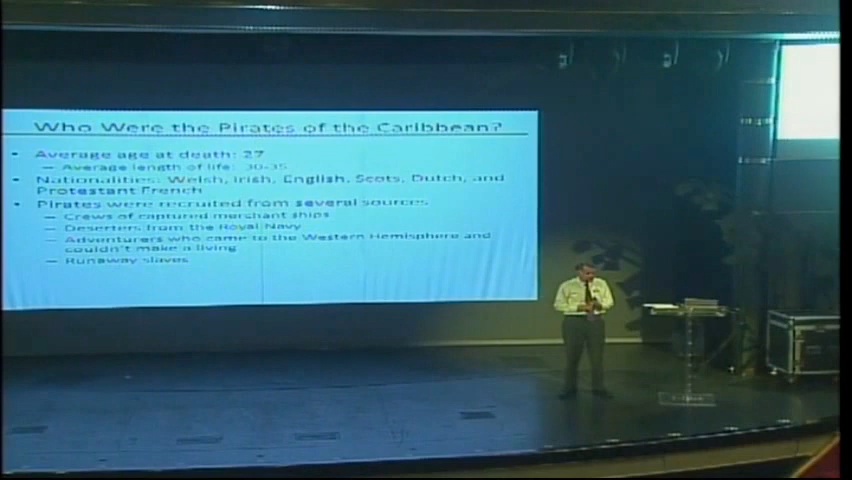 Who Were the Pirates of the Caribbean?
• Average age at death: 27
– Average length of life: 30-35
• Nationalities: Welsh, Irish, English, Scots, Dutch, and
Protestant French
• Pirates were recruited from several sources
– Crews of captured merchant ships
– Deserters from the Royal Navy
– Adventurers who came to the Western Hemisphere and
couldn't make a living
– Runaway slaves